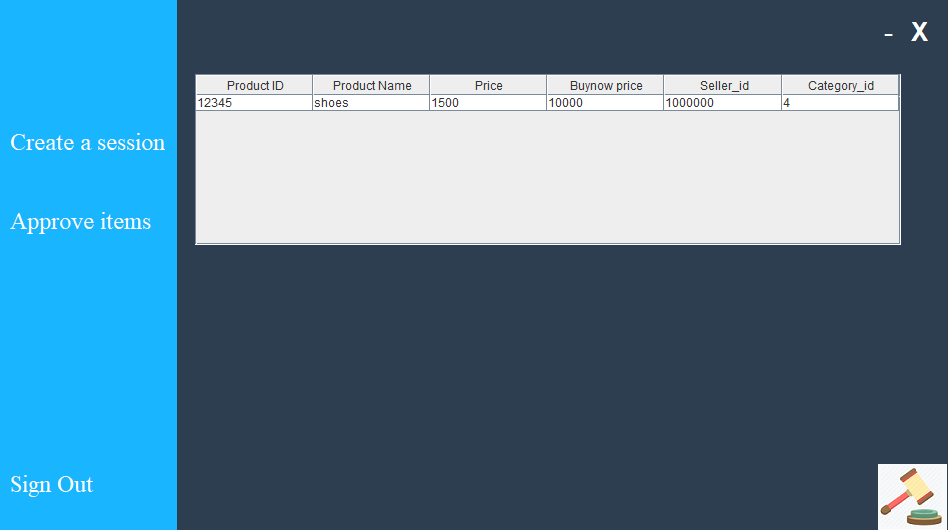 - X
Product ID Product Name Price Buynow price Seller_id Category_id
12345 shoes 1500 10000 1000000 4
Create a session
Approve items
Sign Out